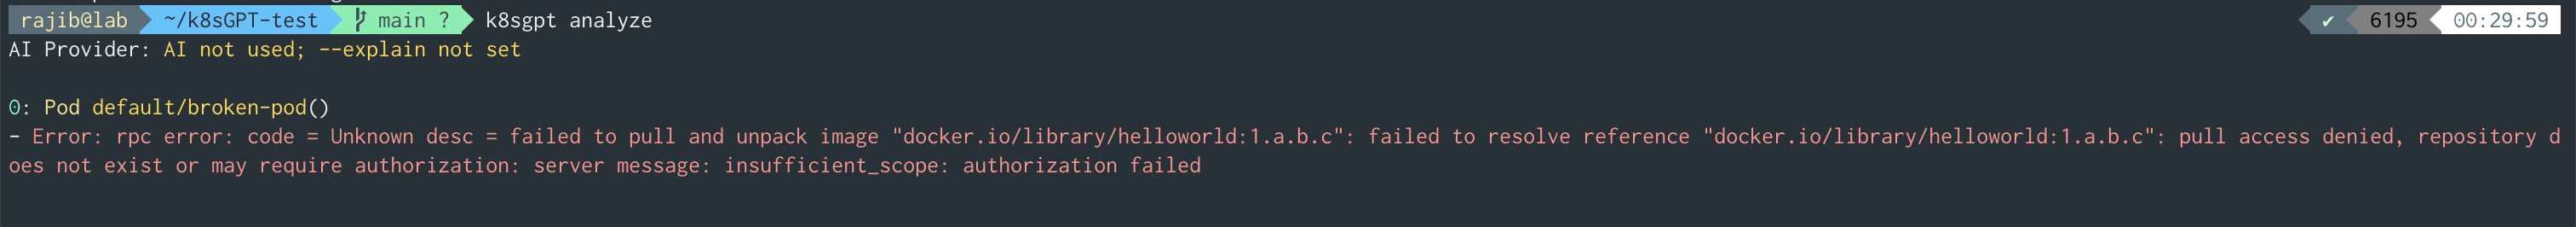 rajib@lab ~/k8sGPT-test main ? k8sgpt analyze ✔ 6195 00:29:59
AI Provider: AI not used; --explain not set
0: Pod default/broken-pod()
- Error: rpc error: code = Unknown desc = failed to pull and unpack image "docker.io/library/helloworld:1.a.b.c": failed to resolve reference "docker.io/library/helloworld:1.a.b.c": pull access denied, repository d
oes not exist or may require authorization: server message: insufficient_scope: authorization failed